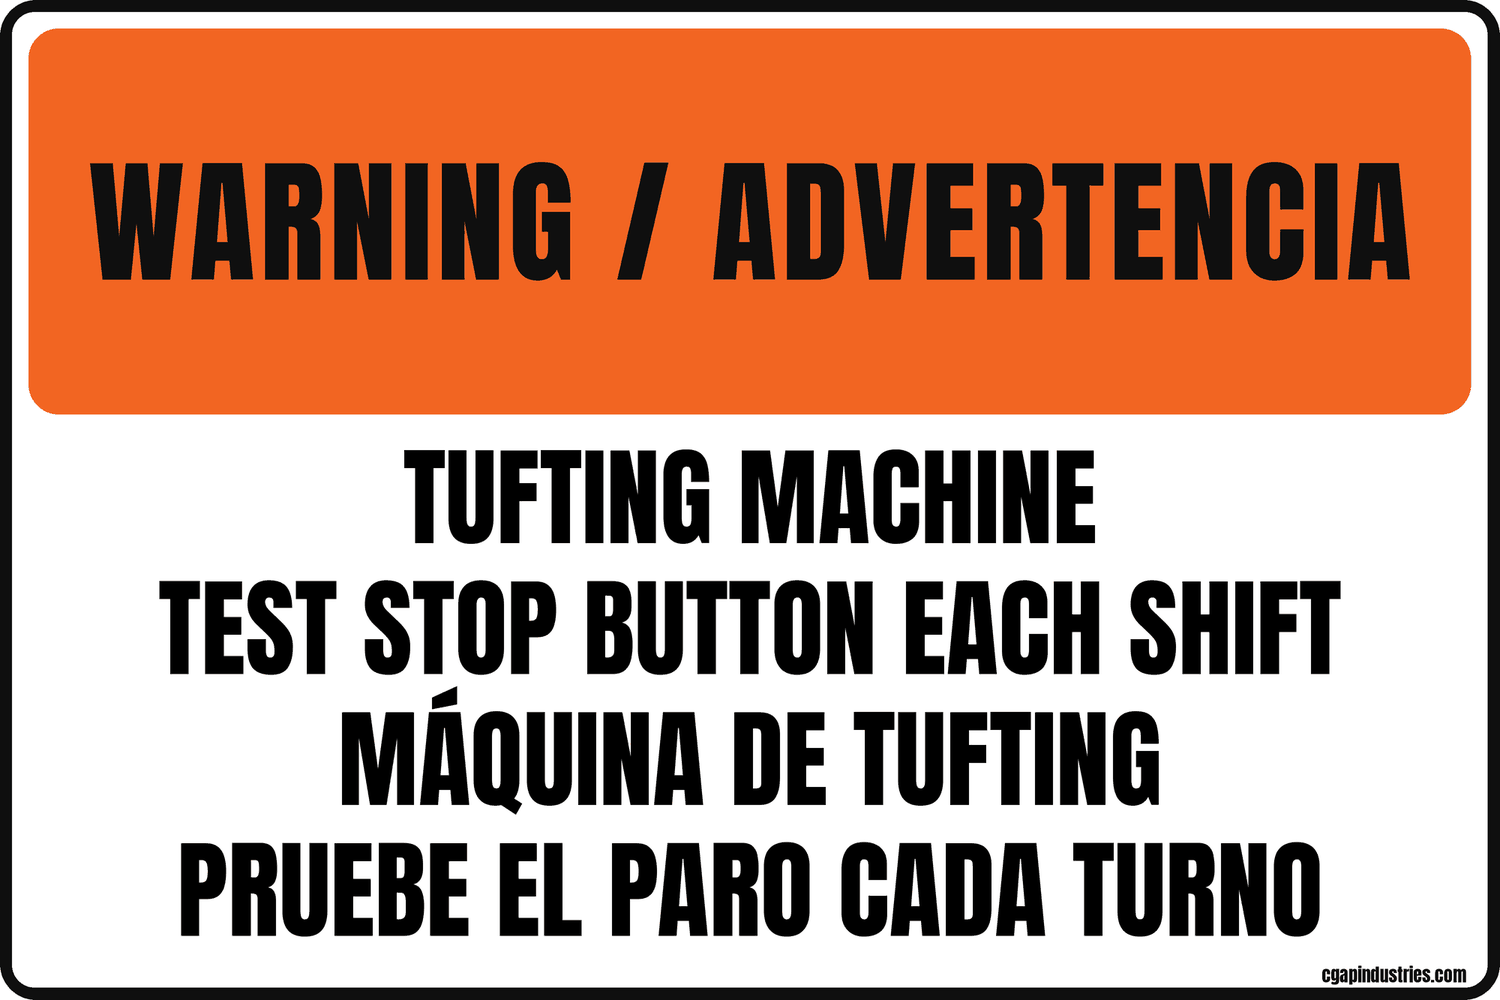 WARNING / ADVERTENCIA
TUFTING MACHINE
TEST STOP BUTTON EACH SHIFT
MÁQUINA DE TUFTING
PRUEBE EL PARO CADA TURNO
cgapindustries.com